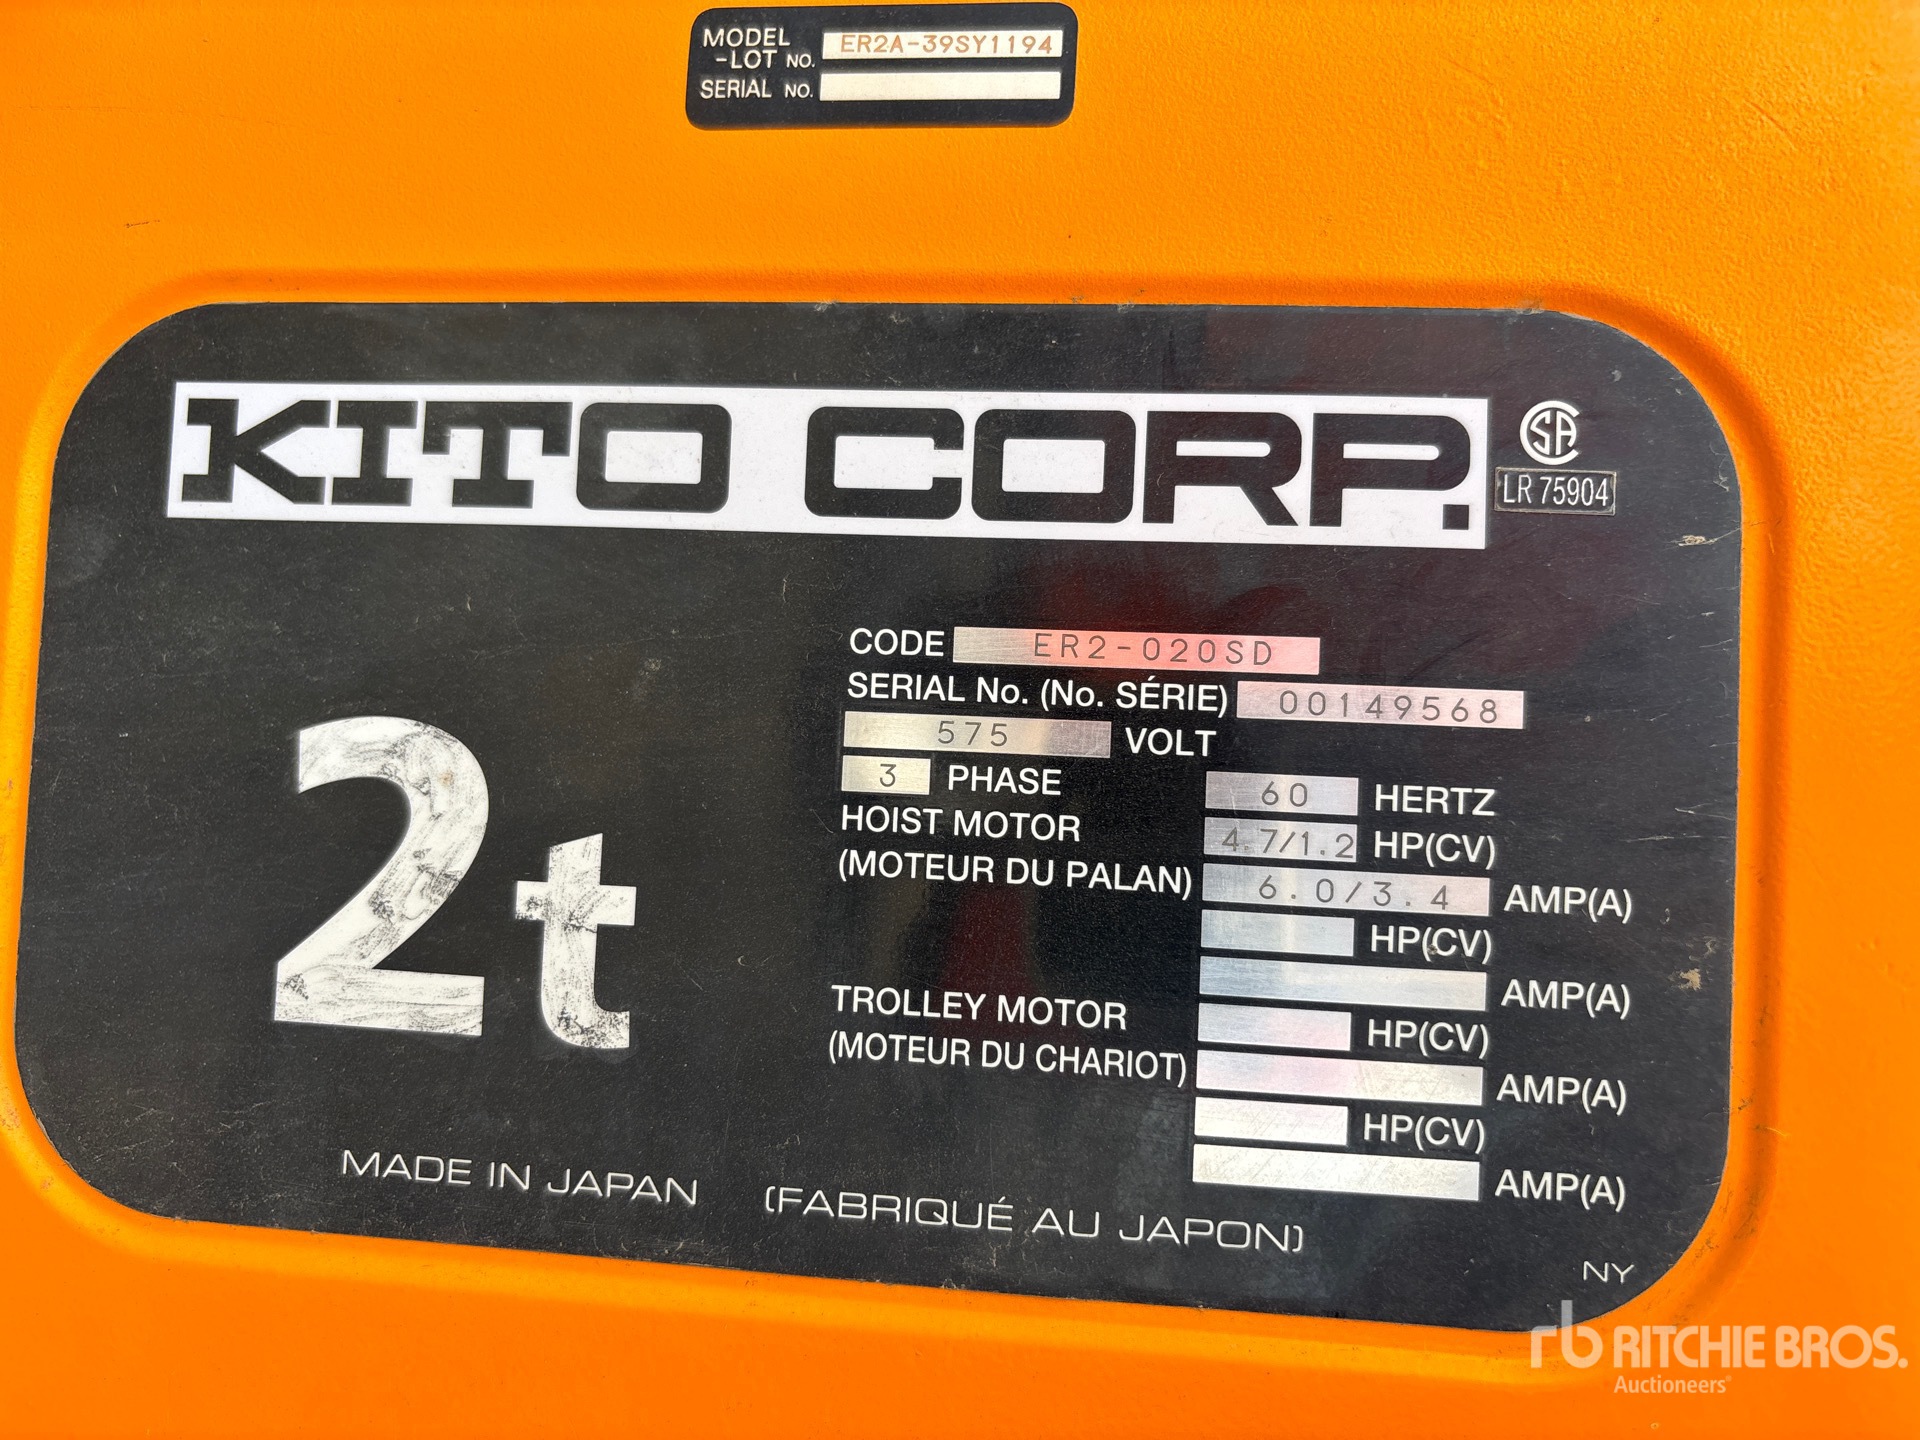 MODEL
-LOT NO. ER2A-39SY1194
SERIAL NO.
KITO CORP.
CSA
LR 75904
2t
CODE ER2-020SD
SERIAL No. (No. SÉRIE) 00149568
575 VOLT
3 PHASE 60 HERTZ
HOIST MOTOR 4.7/1.2 HP(CV)
(MOTEUR DU PALAN) 6.0/3.4 AMP(A)
HP(CV)
AMP(A)
TROLLEY MOTOR HP(CV)
(MOTEUR DU CHARIOT) AMP(A)
HP(CV)
AMP(A)
MADE IN JAPAN (FABRIQUÉ AU JAPON)
NY
rb RITCHIE BROS.
Auctioneers